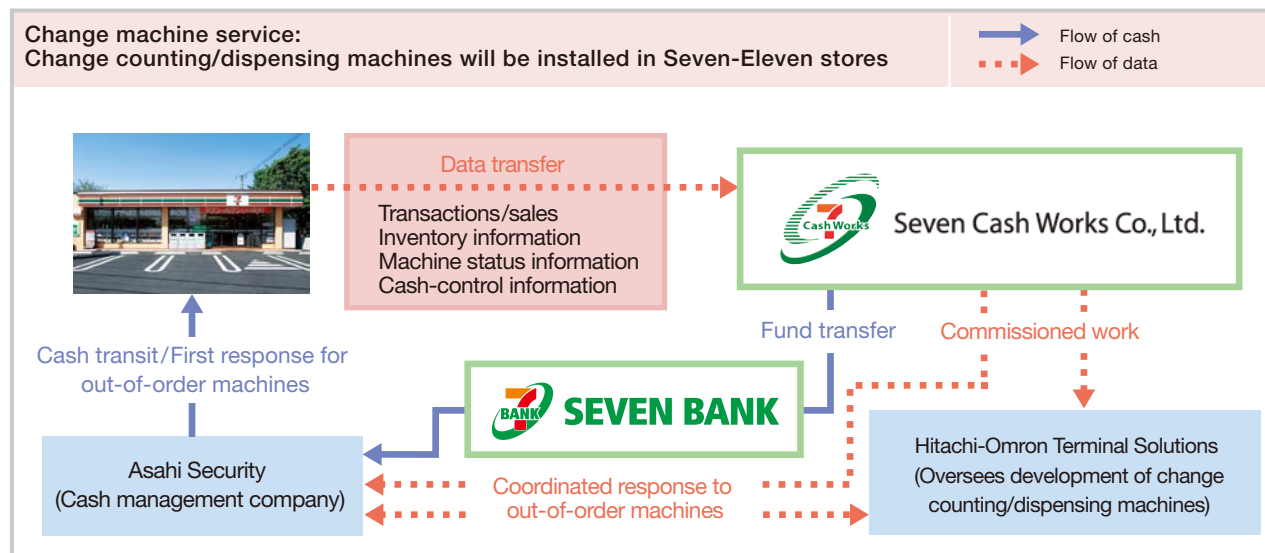 Change machine service:
Change counting/dispensing machines will be installed in Seven-Eleven stores
Flow of cash
Flow of data
Data transfer
Transactions/sales
Inventory information
Machine status information
Cash-control information
7
Cash Works
Seven Cash Works Co., Ltd.
Cash transit/First response for
out-of-order machines
Fund transfer
Commissioned work
7
BANK
SEVEN BANK
Asahi Security
(Cash management company)
Coordinated response to
out-of-order machines
Hitachi-Omron Terminal Solutions
(Oversees development of change
counting/dispensing machines)